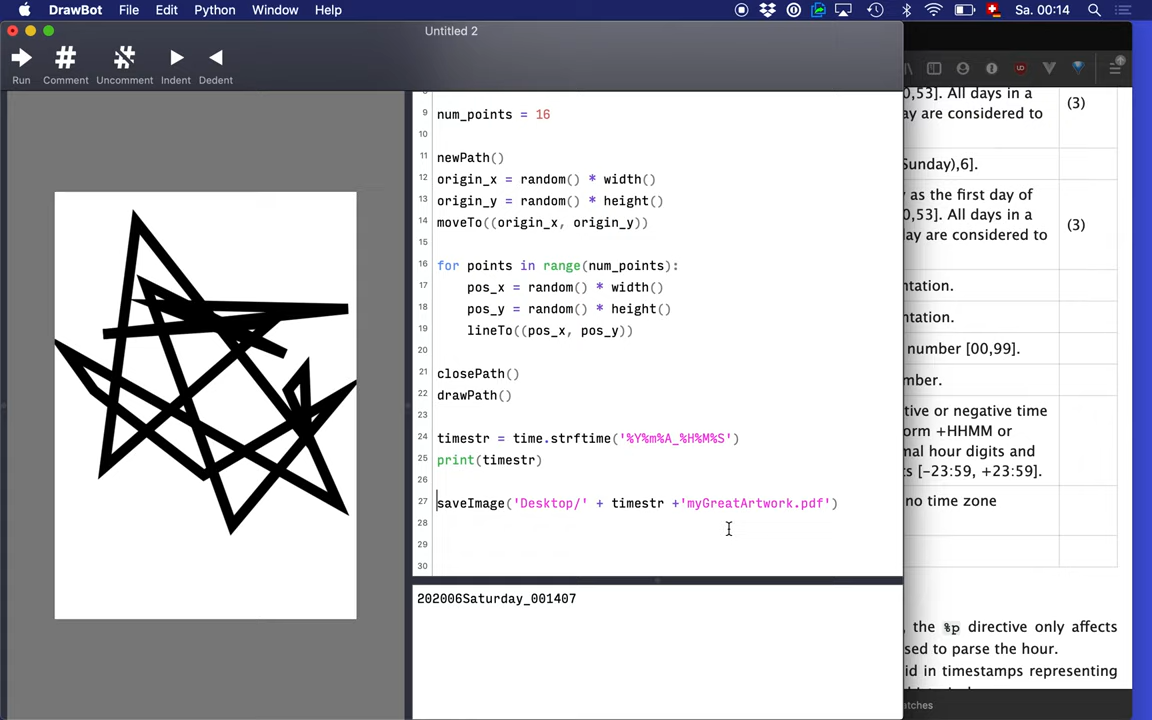 DrawBot File Edit Python Window Help Sa. 00:14
Untitled 2
Run Comment Uncomment Indent Dedent
8
9 num_points = 16
10
11 newPath()
12 origin_x = random() * width()
13 origin_y = random() * height()
14 moveTo((origin_x, origin_y))
15
16 for points in range(num_points):
17 pos_x = random() * width()
18 pos_y = random() * height()
19 lineTo((pos_x, pos_y))
20
21 closePath()
22 drawPath()
23
24 timestr = time.strftime('%Y%m%A_%H%M%S')
25 print(timestr)
26
27 saveImage('Desktop/' + timestr +'myGreatArtwork.pdf')
28
29
30
202006Saturday_001407
0,53]. All days in a
ay are considered to
(3)
Sunday),6].
y as the first day of
0,53]. All days in a
ay are considered to
(3)
ntation.
ntation.
number [00,99].
mber.
tive or negative time
orm +HHMM or
mal hour digits and
ts [-23:59, +23:59].
no time zone
, the %p directive only affects
sed to parse the hour.
id in timestamps representing
atches